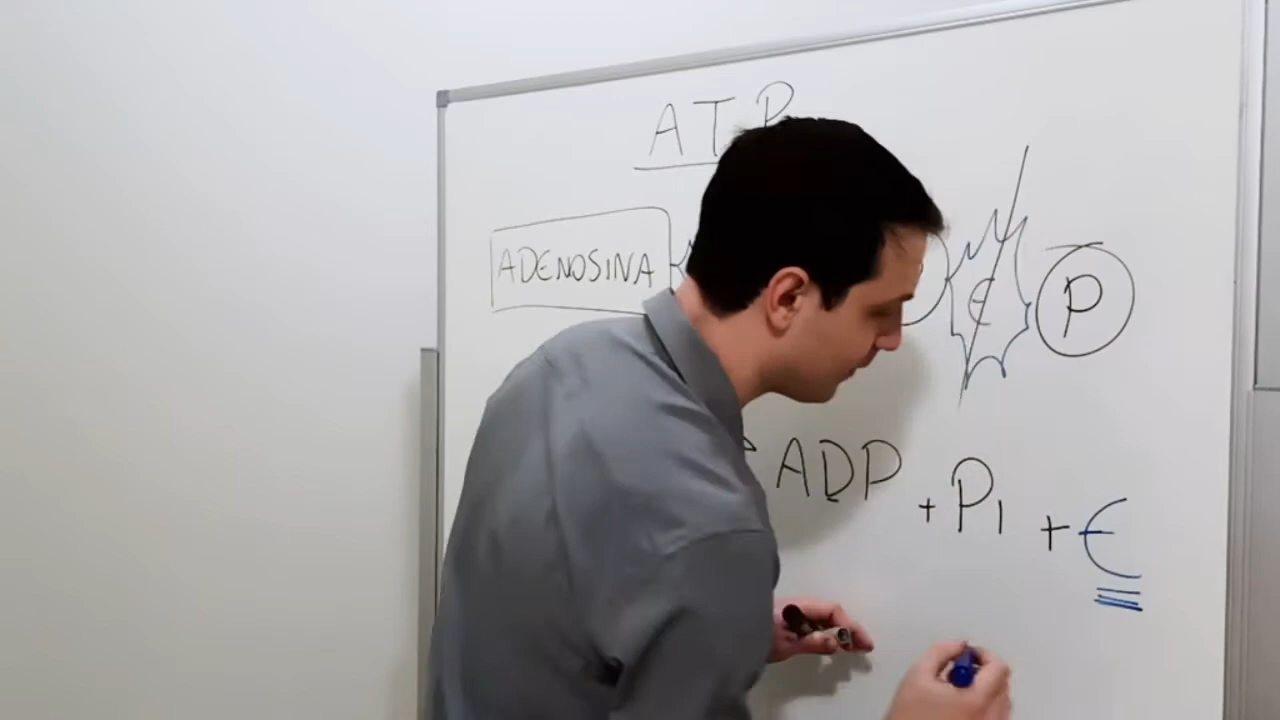 ATP
ADENOSINA € P
ADP + Pi + €